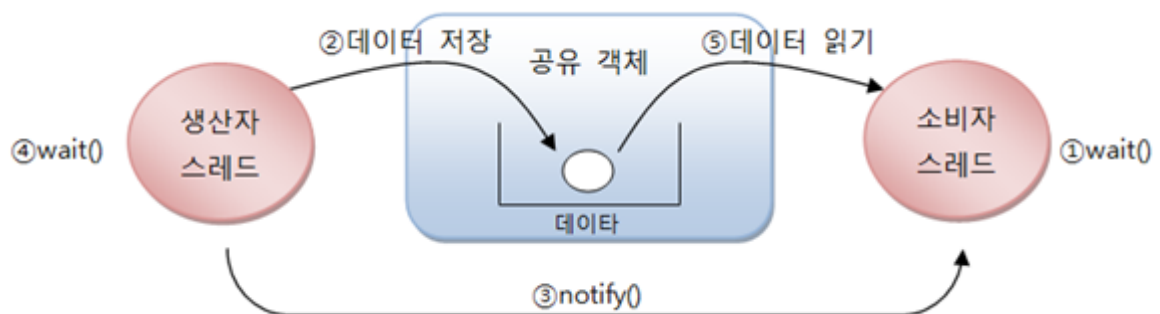 ②데이터 저장
공유 객체
⑤데이터 읽기
생산자
스레드
④wait()
소비자
스레드
①wait()
데이타
③notify()